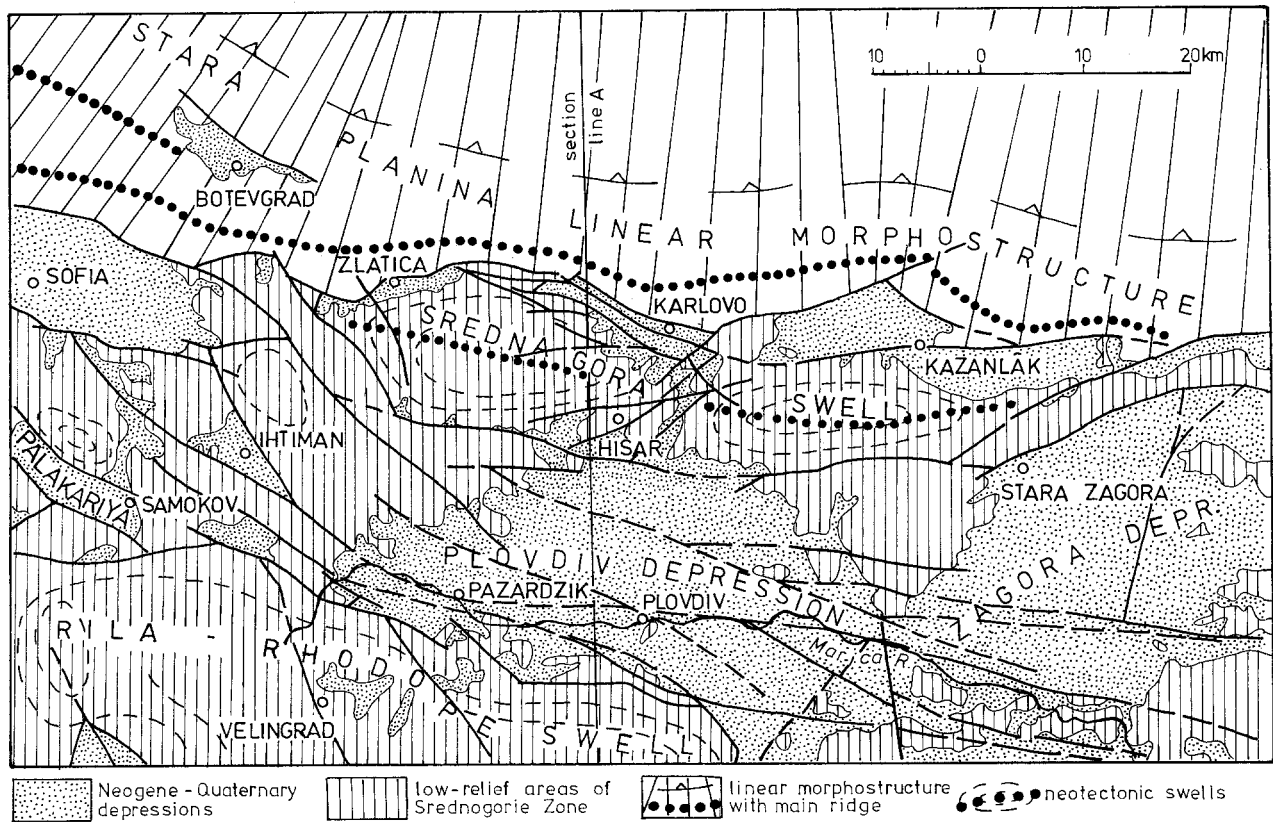 STARA
PLANINA
LINEAR MORPHOSTRUCTURE
10 0 20km
section
line A
BOTEVGRAD
ZLATICA
SOFIA
KARLOVO
SREDNA GORA
SWELL
KAZANLĂK
IHTIMAN
HISAR
PALAKARIYA
SAMOKOV
STARA ZAGORA
PLOVDIV DEPRESSION
ZAGORA DEPR.
PAZARDZIK
PLOVDIV
Marica R.
RILA - RHODOPE SWELL
VELINGRAD
Neogene - Quaternary
depressions
low-relief areas of
Srednogorie Zone
linear morphostructure
with main ridge
neotectonic swells